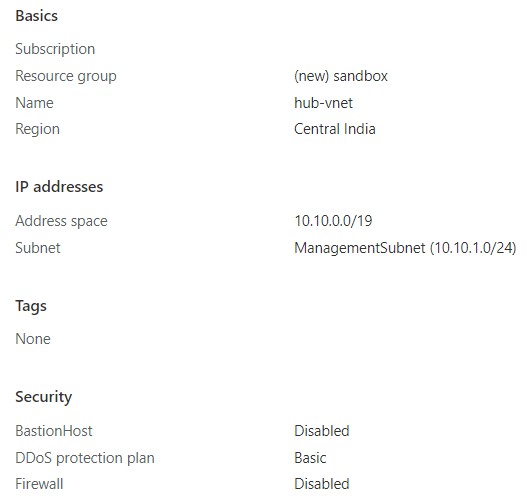 Basics
Subscription
Resource group (new) sandbox
Name hub-vnet
Region Central India
IP addresses
Address space 10.10.0.0/19
Subnet ManagementSubnet (10.10.1.0/24)
Tags
None
Security
BastionHost Disabled
DDoS protection plan Basic
Firewall Disabled